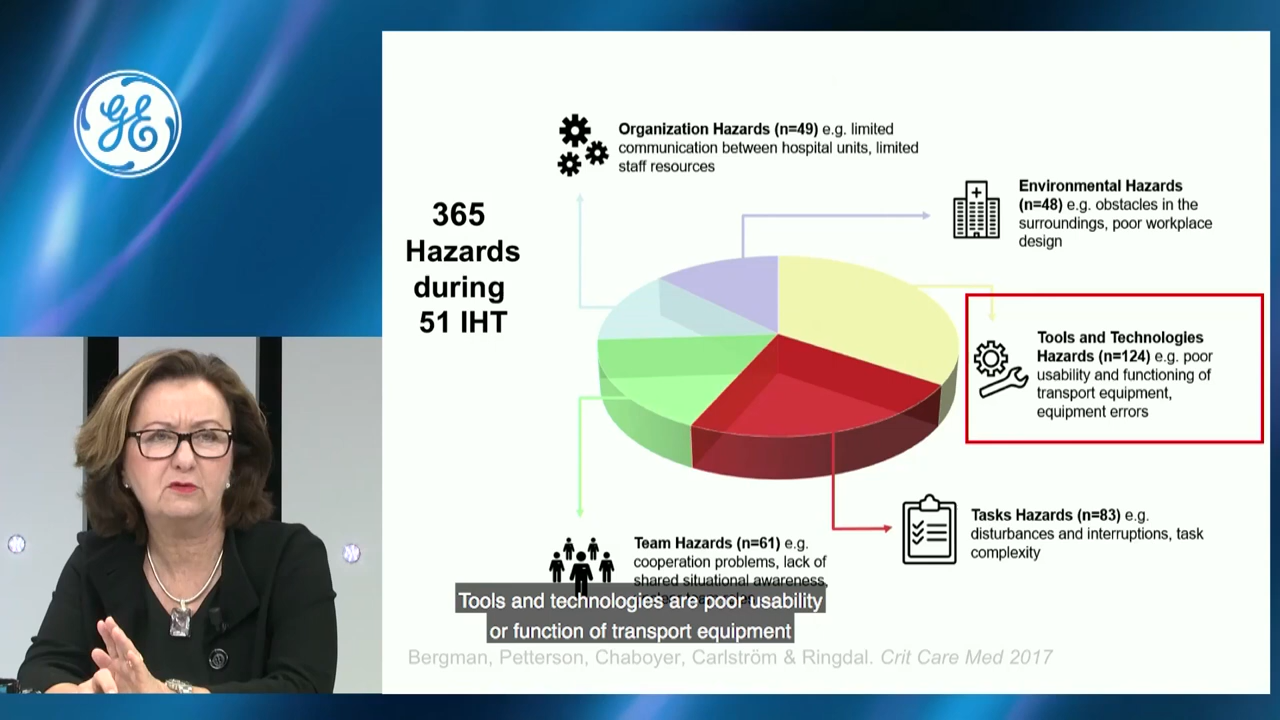 GE
Organization Hazards (n=49) e.g. limited
communication between hospital units, limited
staff resources
Environmental Hazards
(n=48) e.g. obstacles in the
surroundings, poor workplace
design
365
Hazards
during
51 IHT
Tools and Technologies
Hazards (n=124) e.g. poor
usability and functioning of
transport equipment,
equipment errors
Tasks Hazards (n=83) e.g.
disturbances and interruptions, task
complexity
Team Hazards (n=61) e.g.
cooperation problems, lack of
shared situational awareness,
Tools and technologies are poor usability
or function of transport equipment
Bergman, Petterson, Chaboyer, Carlström & Ringdal. Crit Care Med 2017